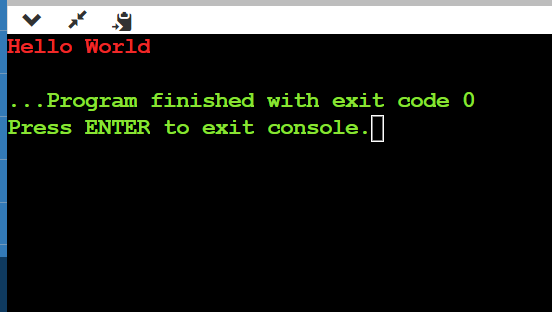 Hello World
...Program finished with exit code 0
Press ENTER to exit console.